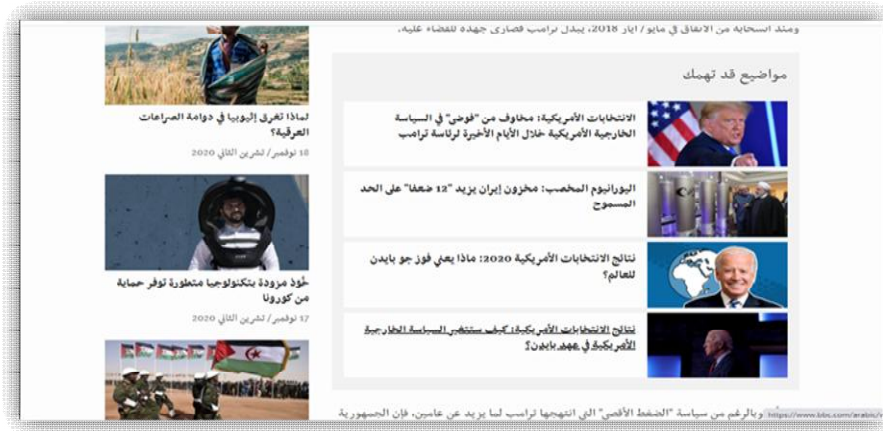 ومنذ انسحابه من الاتفاق في مايو/ أيار 2018، يبذل ترامب قصارى جهده للقضاء عليه.
مواضيع قد تهمك
الانتخابات الأمريكية: مخاوف من "فوضى" في السياسة
الخارجية الأمريكية خلال الأيام الأخيرة لرئاسة ترامب
اليورانيوم المخصب: مخزون إيران يزيد "12 ضعفا" على الحد
المسموح
نتائج الانتخابات الأمريكية 2020: ماذا يعني فوز جو بايدن
للعالم؟
نتائج الانتخابات الأمريكية: كيف ستتغير السياسة الخارجية
الأمريكية في عهد بايدن؟
وبالرغم من سياسة "الضغط الأقصى" التي انتهجها ترامب لما يزيد عن عامين، فإن الجمهورية
https://www.bbc.com/arabic/
لماذا تغرق إثيوبيا في دوامة الصراعات
العرقية؟
18 نوفمبر/ تشرين الثاني 2020
خُوذ مزودة بتكنولوجيا متطورة توفر حماية
من كورونا
17 نوفمبر/ تشرين الثاني 2020